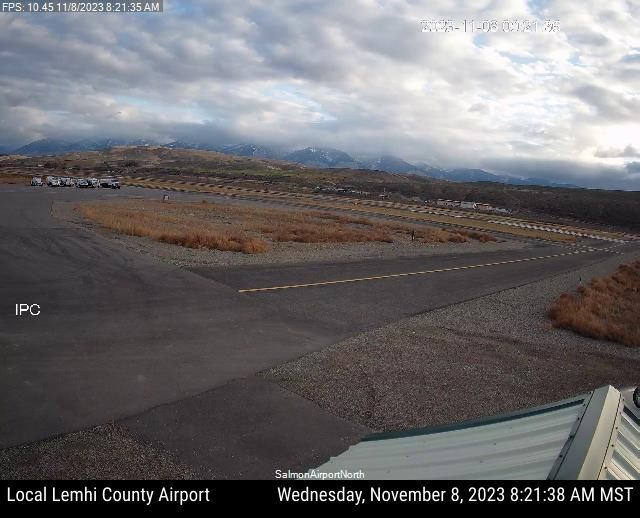 FPS: 10.45 11/8/2023 8:21:35 AM
IPC
SalmonAirportNorth
Local Lemhi County Airport Wednesday, November 8, 2023 8:21:38 AM MST